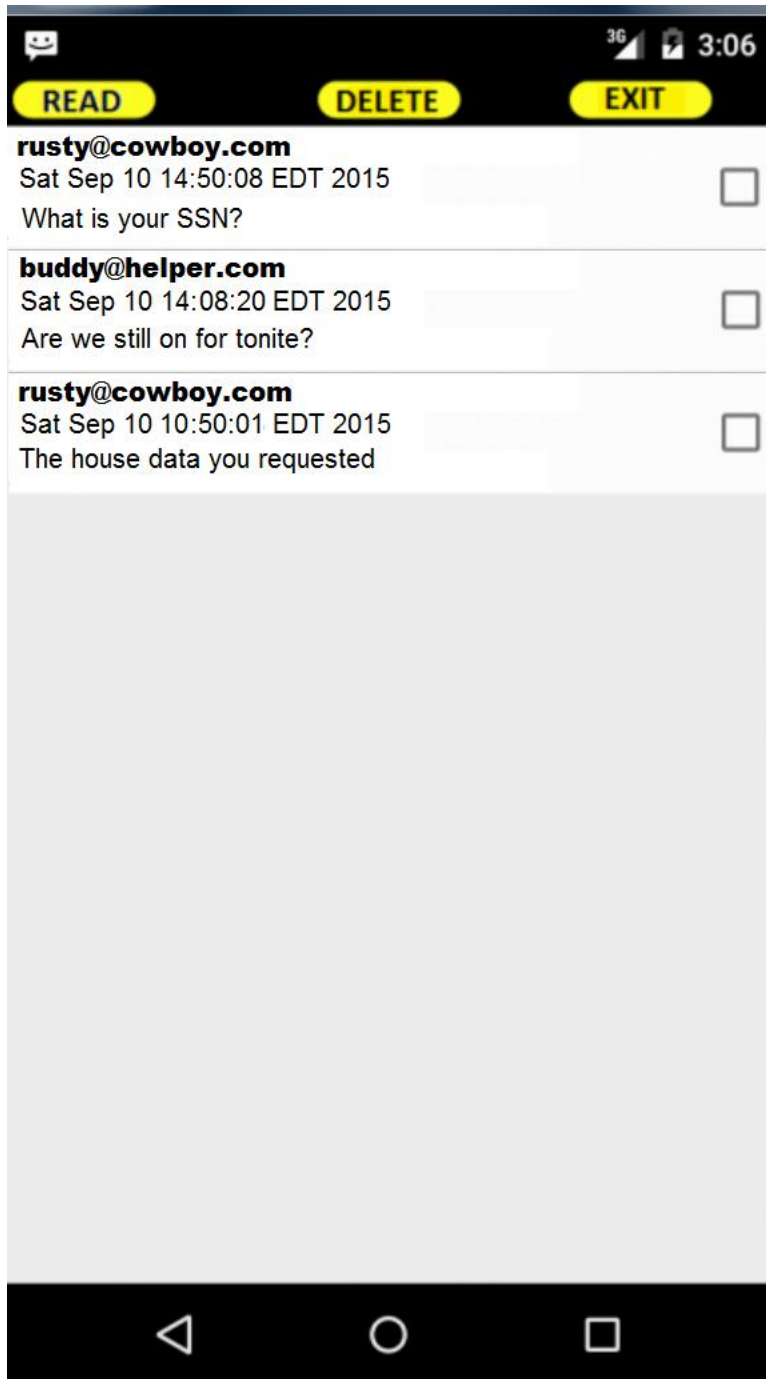 3G 3:06
READ DELETE EXIT
rusty@cowboy.com
Sat Sep 10 14:50:08 EDT 2015
What is your SSN?
buddy@helper.com
Sat Sep 10 14:08:20 EDT 2015
Are we still on for tonite?
rusty@cowboy.com
Sat Sep 10 10:50:01 EDT 2015
The house data you requested